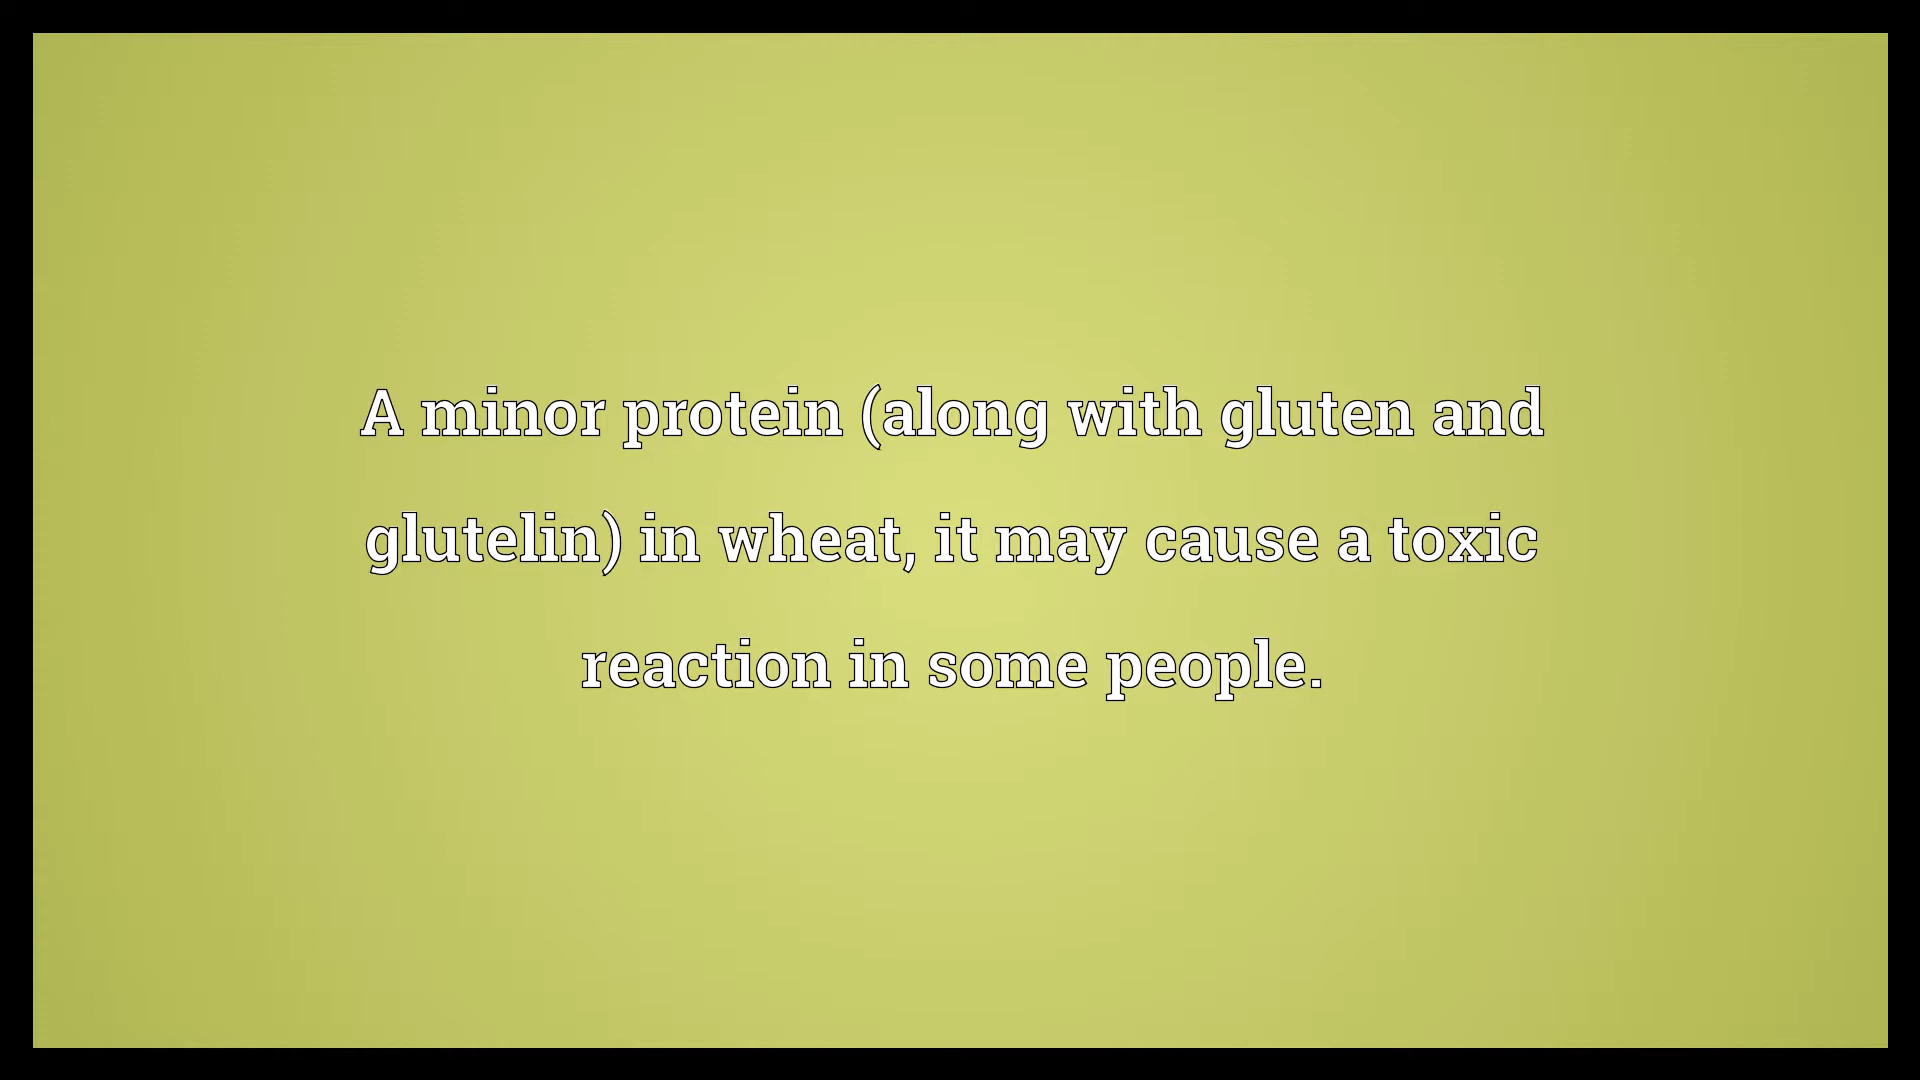 A minor protein (along with gluten and
glutelin) in wheat, it may cause a toxic
reaction in some people.